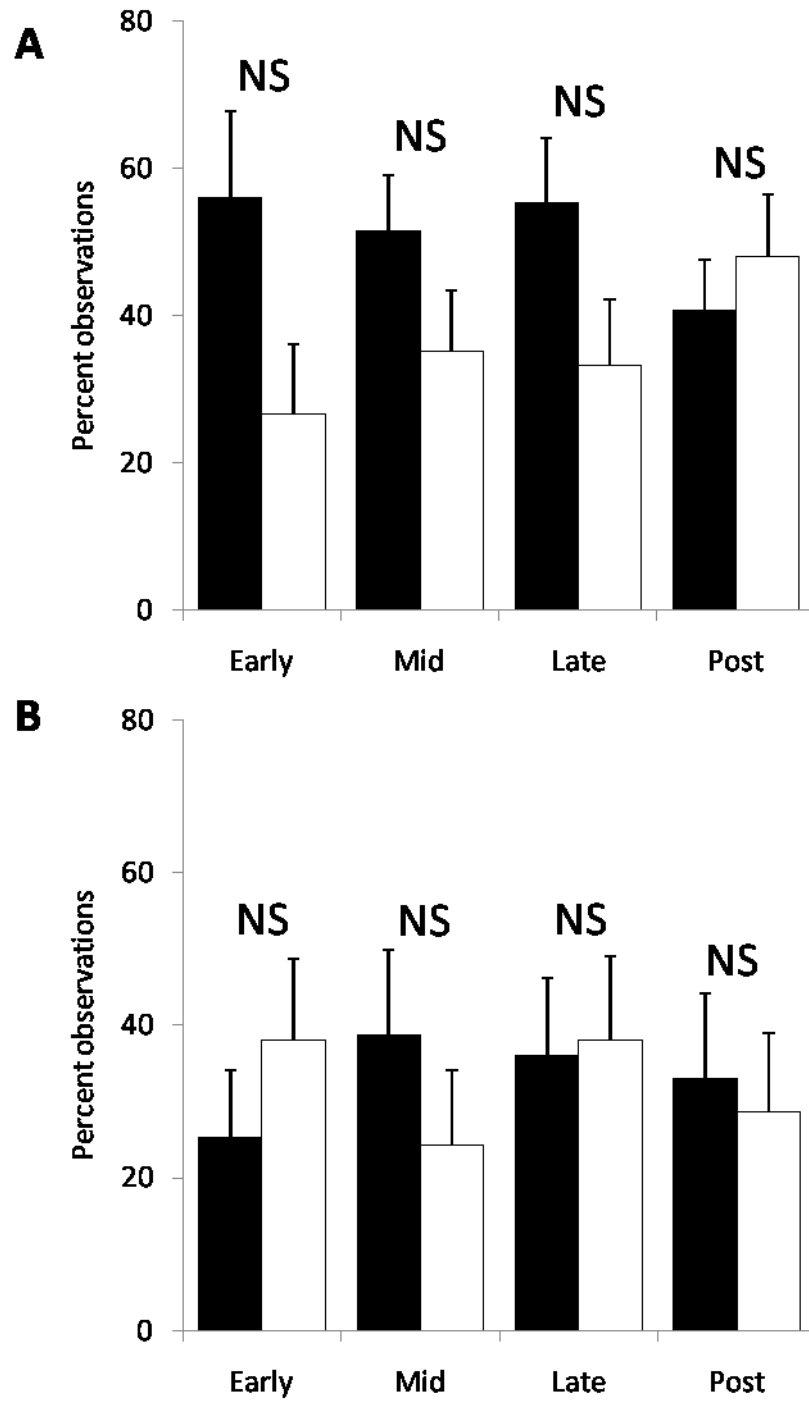 A
80
60
40
20
0
Percent observations
NS
NS
NS
NS
Early Mid Late Post
B
80
60
40
20
0
Percent observations
NS
NS
NS
NS
Early Mid Late Post